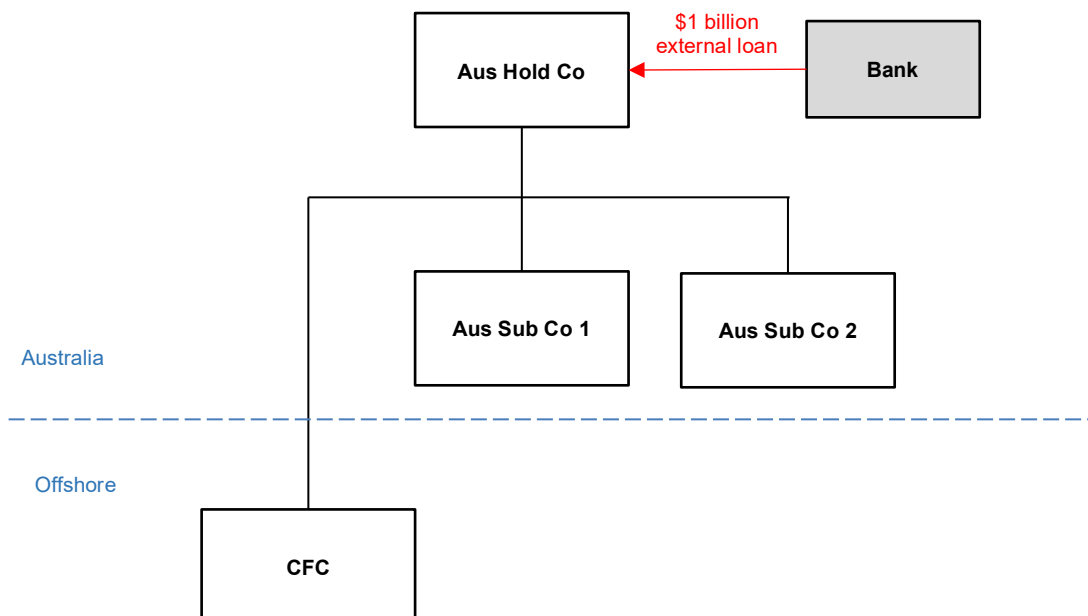 $1 billion
external loan
Aus Hold Co
Bank
Aus Sub Co 1
Aus Sub Co 2
Australia
Offshore
CFC